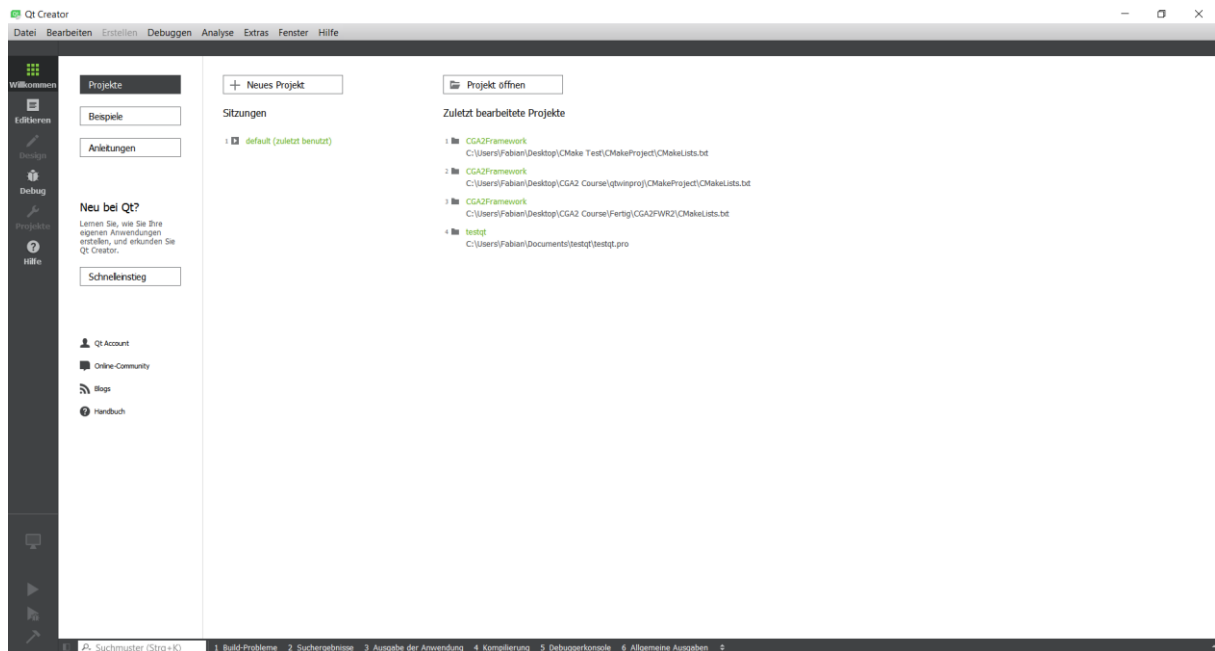 Qt Creator
Datei Bearbeiten Erstellen Debuggen Analyse Extras Fenster Hilfe
Willkommen
Editieren
Design
Debug
Projekte
Hilfe
Projekte
Beispiele
Anleitungen
Neu bei Qt?
Lernen Sie, wie Sie Ihre
eigenen Anwendungen
erstellen, und erkunden Sie
Qt Creator.
Schnelleinstieg
Qt Account
Online-Community
Blogs
Handbuch
Neues Projekt
Sitzungen
1 default (zuletzt benutzt)
Projekt öffnen
Zuletzt bearbeitete Projekte
1 CGA2Framework
C:\Users\Fabian\Desktop\CMake Test\CMakeProject\CMakeLists.txt
2 CGA2Framework
C:\Users\Fabian\Desktop\CGA2 Course\qtwinproj\CMakeProject\CMakeLists.txt
3 CGA2Framework
C:\Users\Fabian\Desktop\CGA2 Course\Fertig\CGA2FWR2\CMakeLists.txt
4 testqt
C:\Users\Fabian\Documents\testqt\testqt.pro
Suchmuster (Strg+K) 1 Build-Probleme 2 Suchergebnisse 3 Ausgabe der Anwendung 4 Kompilierung 5 Debuggerkonsole 6 Allgemeine Ausgaben